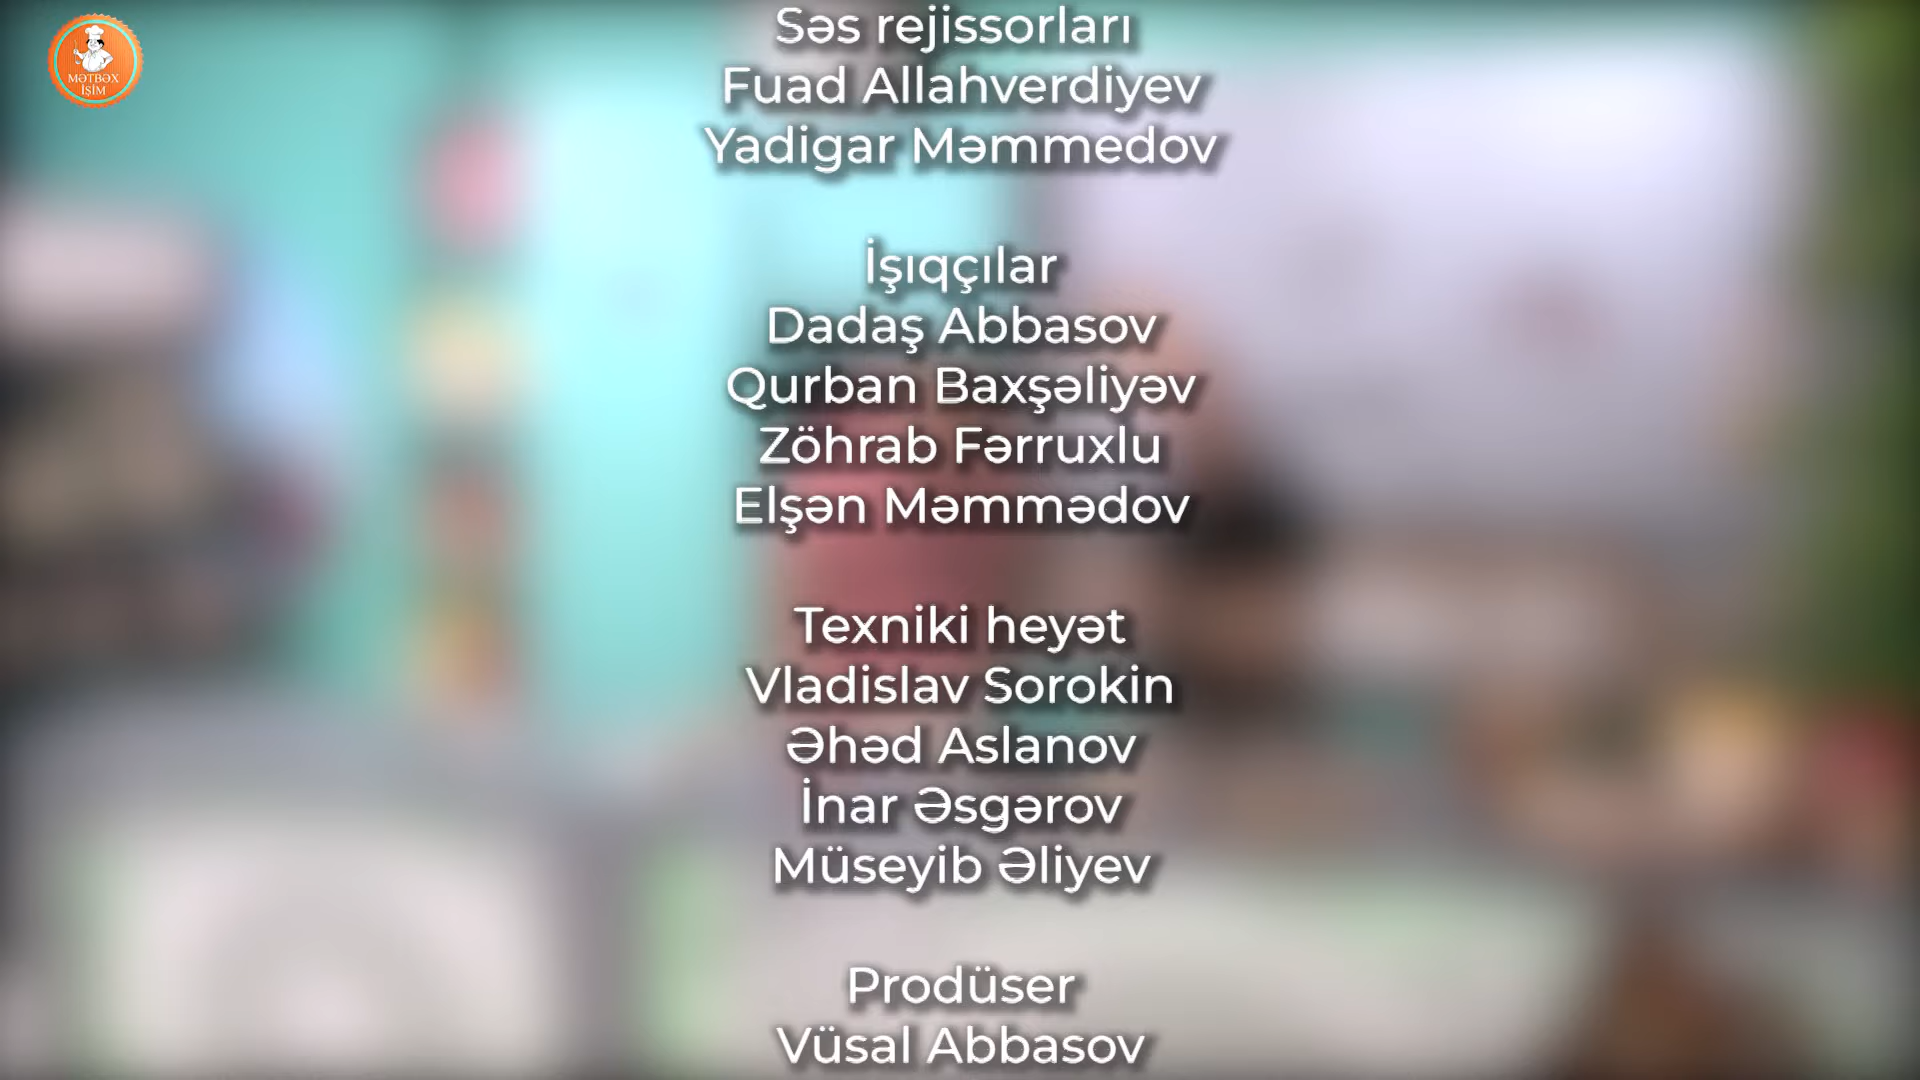 MƏTBƏX
İŞİM
Səs rejissorları
Fuad Allahverdiyev
Yadigar Məmmedov
İşıqçılar
Dadaş Abbasov
Qurban Baxşəliyəv
Zöhrab Fərruxlu
Elşən Məmmədov
Texniki heyət
Vladislav Sorokin
Əhəd Aslanov
İnar Əsgərov
Müseyib Əliyev
Prodüser
Vüsal Abbasov